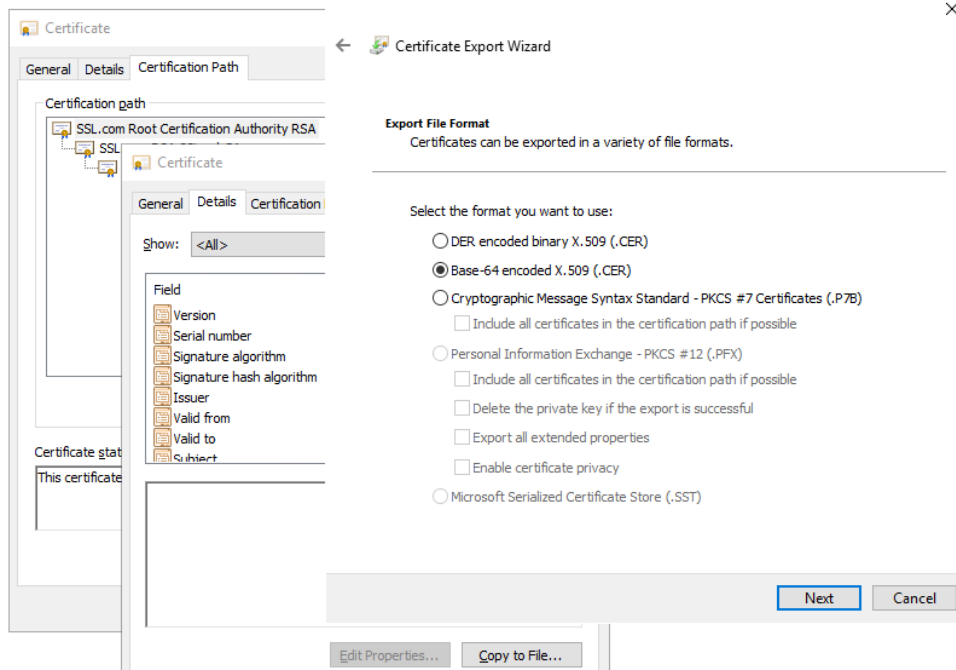 Certificate
General Details Certification Path
Certification path
SSL.com Root Certification Authority RSA
SSL
Certificate
General Details Certification
Show: <All>
Field
Version
Serial number
Signature algorithm
Signature hash algorithm
Issuer
Valid from
Valid to
Subject
Certificate stat
This certificate
Edit Properties... Copy to File...
Certificate Export Wizard
Export File Format
Certificates can be exported in a variety of file formats.
Select the format you want to use:
DER encoded binary X.509 (.CER)
Base-64 encoded X.509 (.CER)
Cryptographic Message Syntax Standard - PKCS #7 Certificates (.P7B)
Include all certificates in the certification path if possible
Personal Information Exchange - PKCS #12 (.PFX)
Include all certificates in the certification path if possible
Delete the private key if the export is successful
Export all extended properties
Enable certificate privacy
Microsoft Serialized Certificate Store (.SST)
Next Cancel